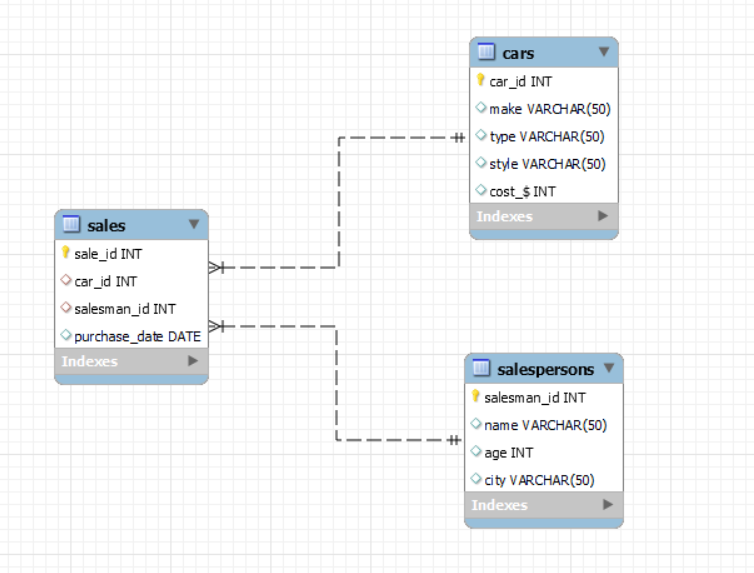 cars
car_id INT
make VARCHAR(50)
type VARCHAR(50)
style VARCHAR(50)
cost_$ INT
Indexes
sales
sale_id INT
car_id INT
salesman_id INT
purchase_date DATE
Indexes
salespersons
salesman_id INT
name VARCHAR(50)
age INT
city VARCHAR(50)
Indexes